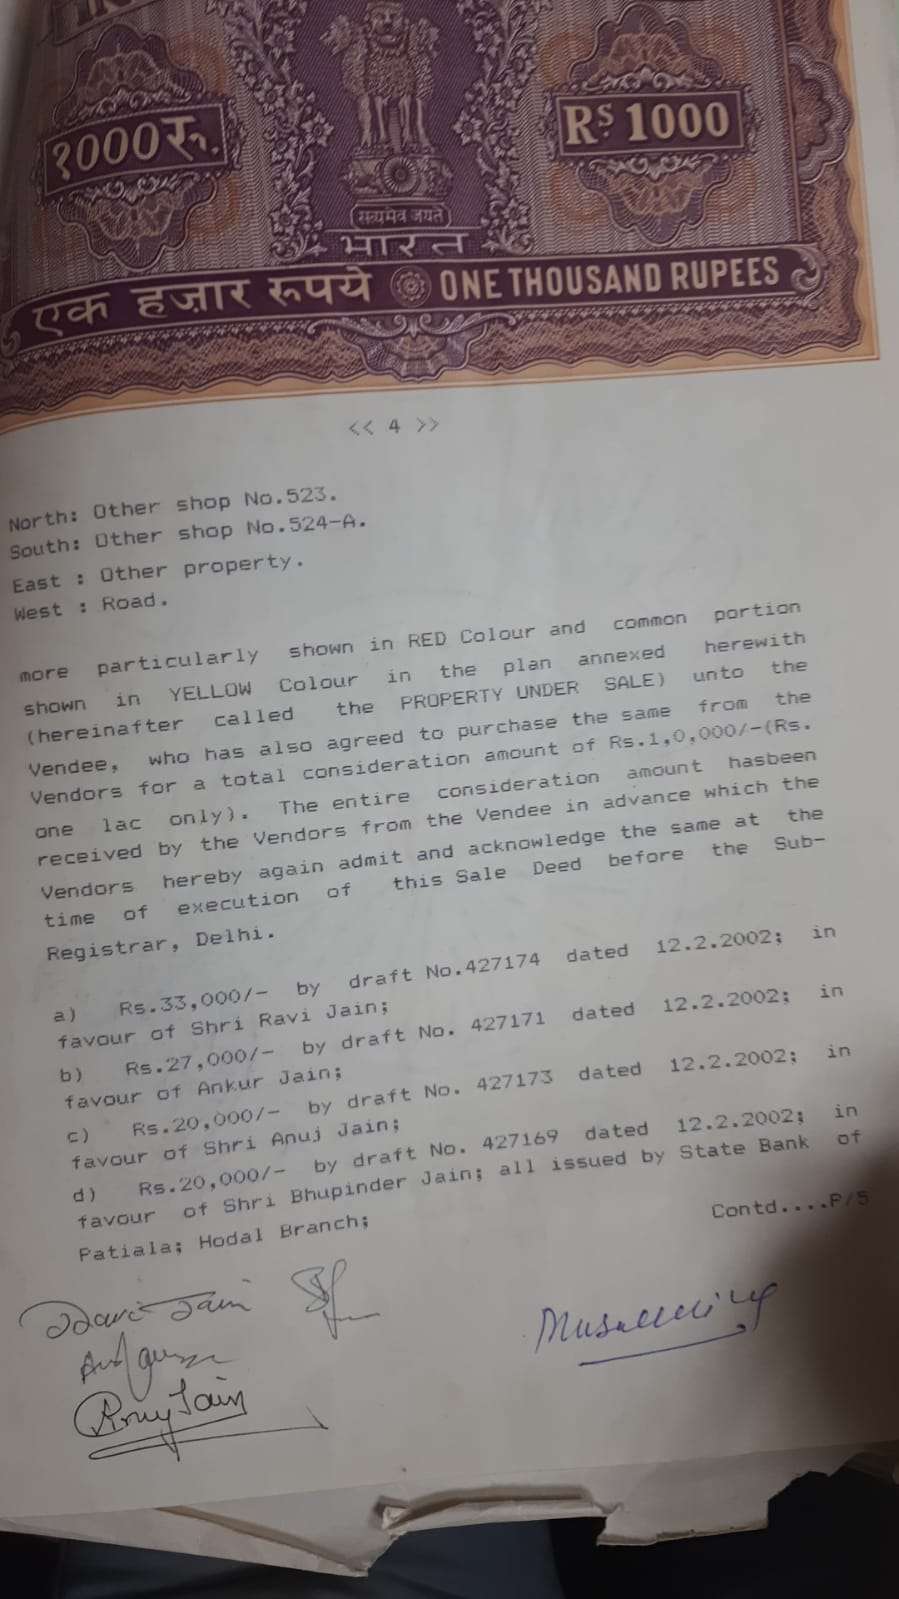 १000रु. Rs. 1000
सत्यमेव जयते
भारत
एक हज़ार रूपये ONE THOUSAND RUPEES
<< 4 >>
North: Other shop No.523.
South: Other shop No.524-A.
East : Other property.
West : Road.
more particularly shown in RED Colour and common portion
shown in YELLOW Colour in the plan annexed herewith
(hereinafter called the PROPERTY UNDER SALE) unto the
Vendee, who has also agreed to purchase the same from the
Vendors for a total consideration amount of Rs.1,0,000/-(Rs.
one lac only). The entire consideration amount hasbeen
received by the Vendors from the Vendee in advance which the
Vendors hereby again admit and acknowledge the same at the
time of execution of this Sale Deed before the Sub-
Registrar, Delhi.
a) Rs.33,000/- by draft No.427174 dated 12.2.2002; in
favour of Shri Ravi Jain;
b) Rs.27,000/- by draft No. 427171 dated 12.2.2002; in
favour of Ankur Jain;
c) Rs.20,000/- by draft No. 427173 dated 12.2.2002; in
favour of Shri Anuj Jain;
d) Rs.20,000/- by draft No. 427169 dated 12.2.2002; in
favour of Shri Bhupinder Jain; all issued by State Bank of
Patiala; Hodal Branch;
Contd....P/5
Jain
Jain